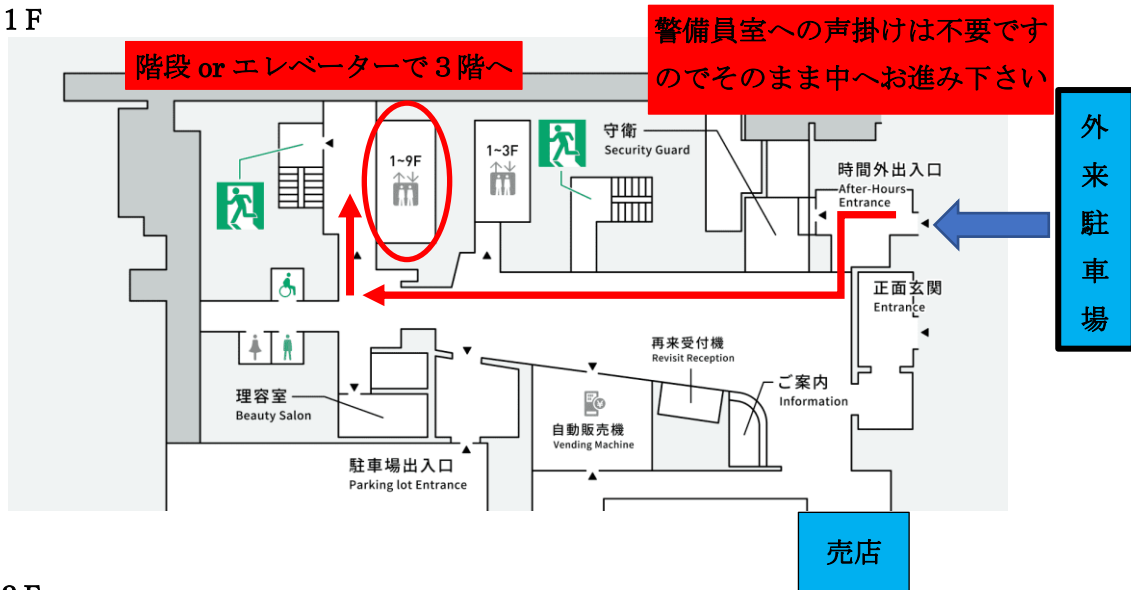 1F
階段 or エレベーターで3階へ
警備員室への声掛けは不要です
のでそのまま中へお進み下さい
外来駐車場
守衛
Security Guard
1~9F
1~3F
時間外出入口
After-Hours
Entrance
正面玄関
Entrance
再来受付機
Revisit Reception
ご案内
Information
理容室
Beauty Salon
自動販売機
Vending Machine
駐車場出入口
Parking lot Entrance
売店